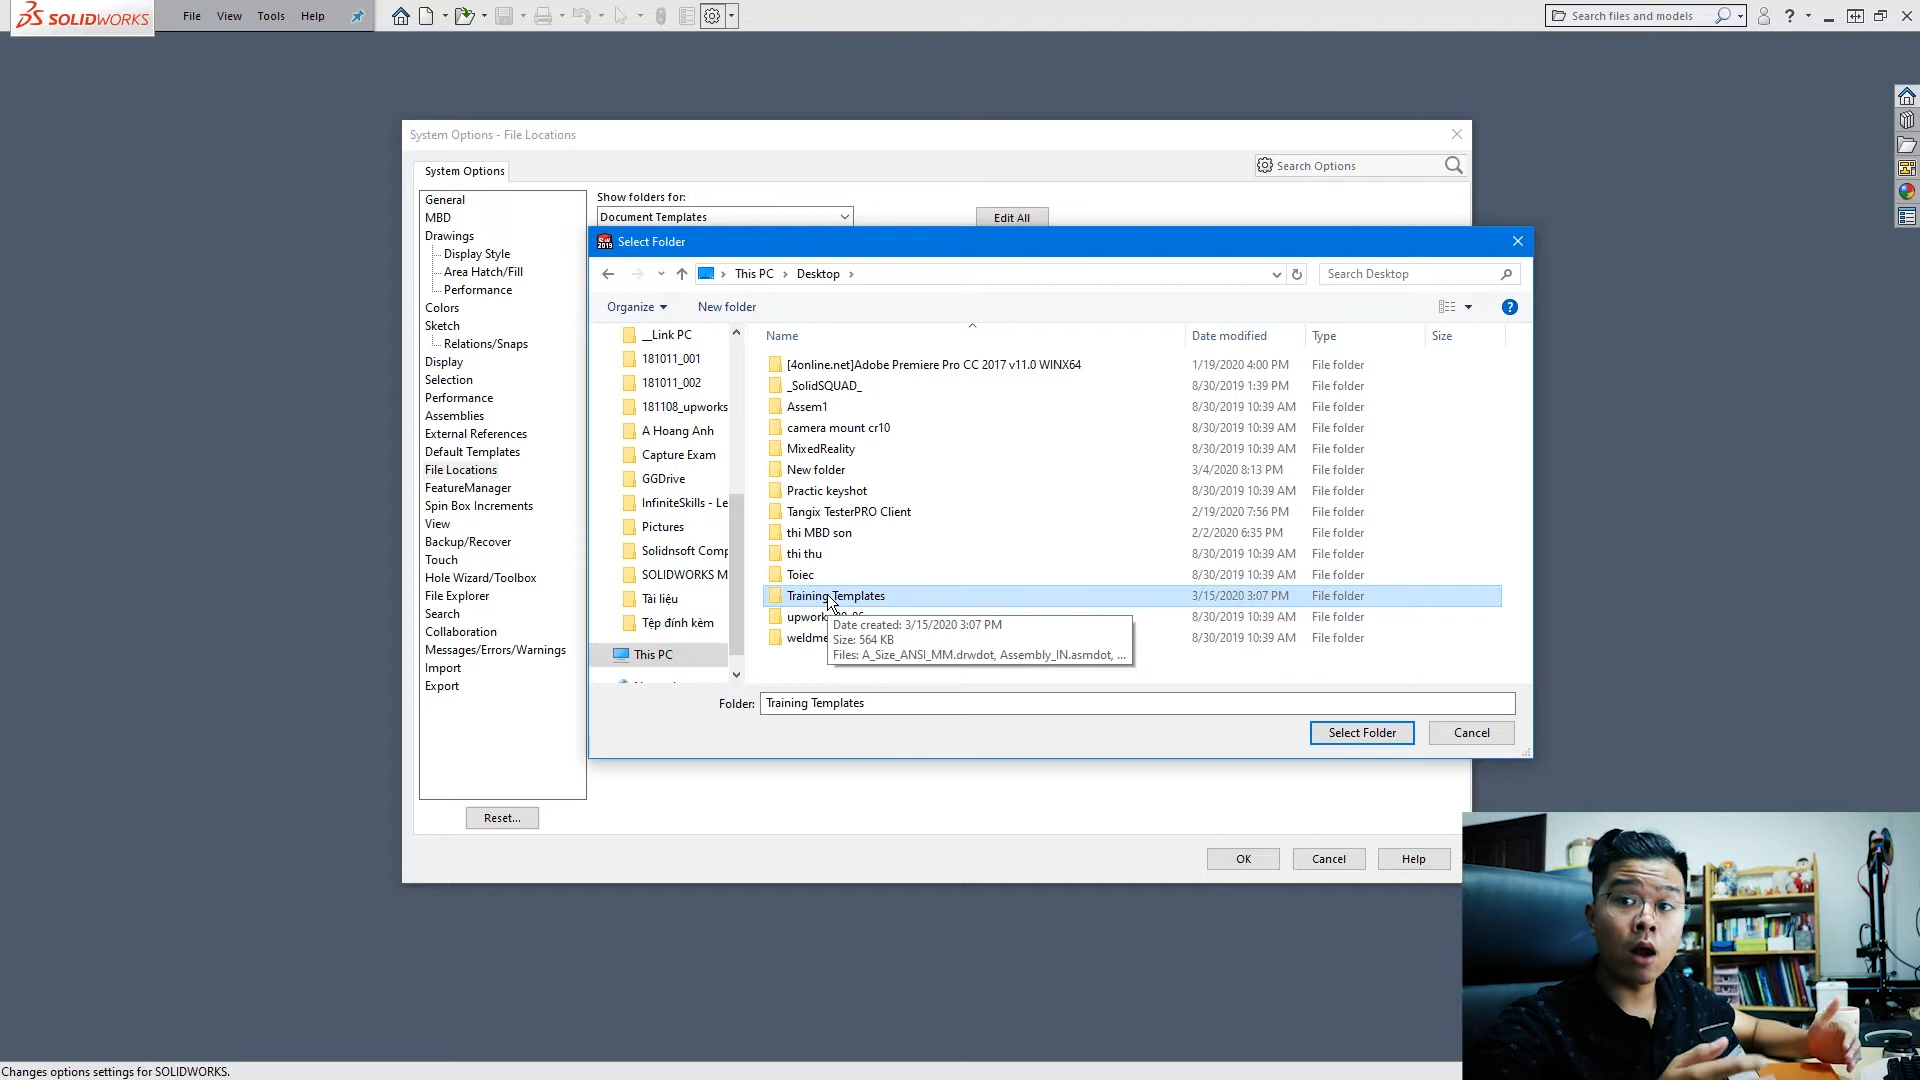 SOLIDWORKS File View Tools Help Search files and models ?
System Options - File Locations
System Options
Search Options
General
MBD
Drawings
Display Style
Area Hatch/Fill
Performance
Colors
Sketch
Relations/Snaps
Display
Selection
Performance
Assemblies
External References
Default Templates
File Locations
FeatureManager
Spin Box Increments
View
Backup/Recover
Touch
Hole Wizard/Toolbox
File Explorer
Search
Collaboration
Messages/Errors/Warnings
Import
Export
Reset...
Show folders for:
Document Templates
Edit All
Select Folder
This PC › Desktop ›
Search Desktop
Organize New folder
__Link PC
181011_001
181011_002
181108_upworks
A Hoang Anh
Capture Exam
GGDrive
InfiniteSkills - Le
Pictures
Solidnsoft Comp
SOLIDWORKS M
Tài liệu
Tệp đính kèm
This PC
Name Date modified Type Size
[4online.net]Adobe Premiere Pro CC 2017 v11.0 WINX64 1/19/2020 4:00 PM File folder
_SolidSQUAD_ 8/30/2019 1:39 PM File folder
Assem1 8/30/2019 10:39 AM File folder
camera mount cr10 8/30/2019 10:39 AM File folder
MixedReality 8/30/2019 10:39 AM File folder
New folder 3/4/2020 8:13 PM File folder
Practic keyshot 8/30/2019 10:39 AM File folder
Tangix TesterPRO Client 2/19/2020 7:56 PM File folder
thi MBD son 2/2/2020 6:35 PM File folder
thi thu 8/30/2019 10:39 AM File folder
Toiec 8/30/2019 10:39 AM File folder
Training Templates 3/15/2020 3:07 PM File folder
upwork 8/30/2019 10:39 AM File folder
weldme 8/30/2019 10:39 AM File folder
Date created: 3/15/2020 3:07 PM
Size: 564 KB
Files: A_Size_ANSI_MM.drwdot, Assembly_IN.asmdot, ...
Folder: Training Templates
Select Folder Cancel
OK Cancel Help
Changes options settings for SOLIDWORKS.